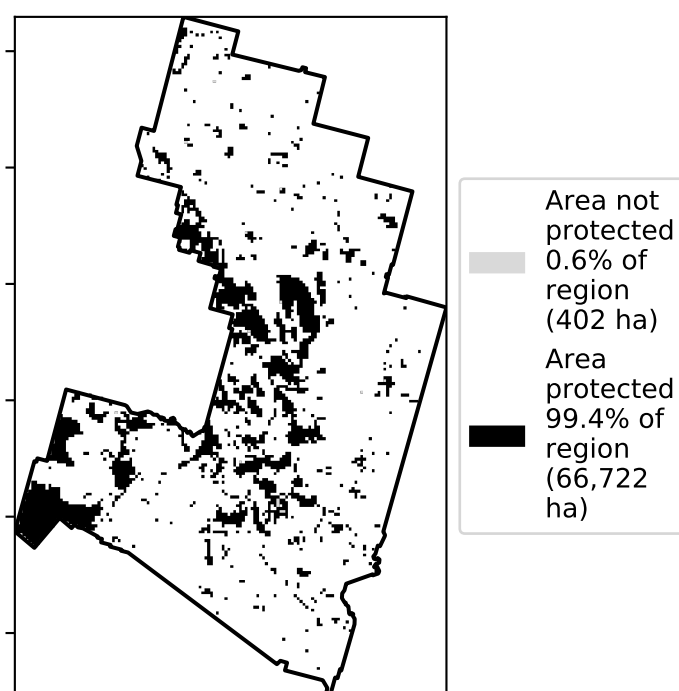 Area not
protected
0.6% of
region
(402 ha)
Area
protected
99.4% of
region
(66,722
ha)